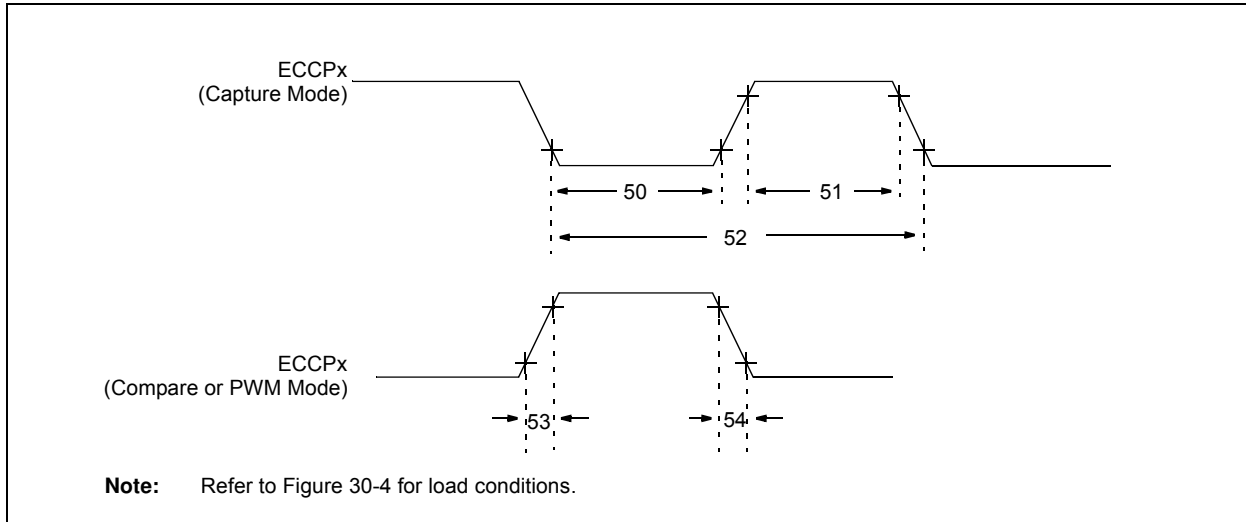 ECCPx
(Capture Mode)
50
51
52
ECCPx
(Compare or PWM Mode)
53
54
Note: Refer to Figure 30-4 for load conditions.